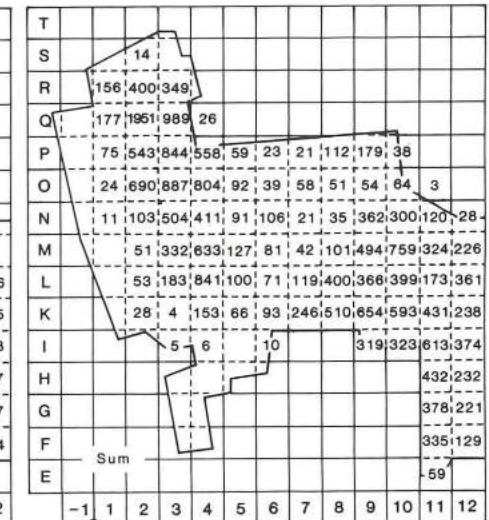 T
S 14
R 156 400 349
Q 177 1951 989 26
P 75 543 844 558 59 23 21 112 179 38
O 24 690 887 804 92 39 58 51 54 64 3
N 11 103 504 411 91 106 21 35 362 300 120 28
M 51 332 633 127 81 42 101 494 759 324 226
L 53 183 841 100 71 119 400 366 399 173 361
K 28 4 153 66 93 246 510 654 593 431 238
I 5 6 10 319 323 613 374
H 432 232
G 378 221
F 335 129
Sum
E 59
-1 1 2 3 4 5 6 7 8 9 10 11 12